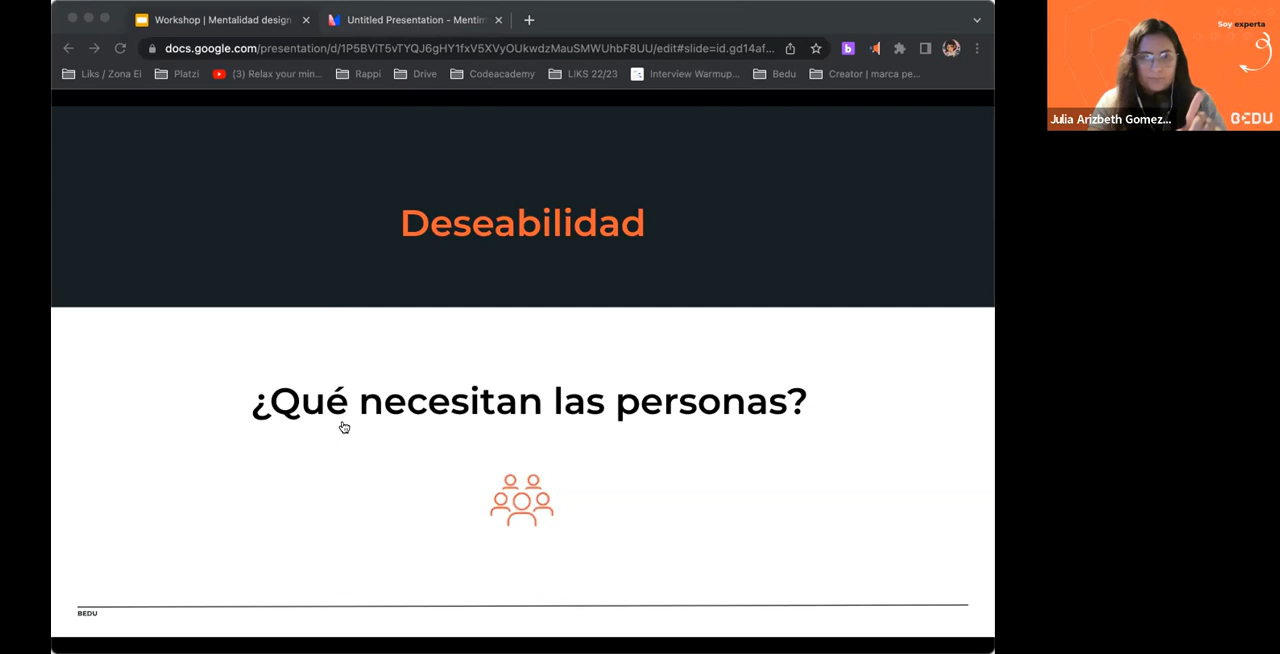 Workshop | Mentalidad design
Untitled Presentation - Mentim
docs.google.com/presentation/d/1P5BViT5vTYQJ6gHY1fxV5XVyOUkwdzMauSMWUhbF8UU/edit#slide=id.gd14af...
Liks / Zona Ei
Platzi
(3) Relax your min...
Rappi
Drive
Codeacademy
LIKS 22/23
Interview Warmup...
Bedu
Creator | marca pe...
Soy experta
Julia Arizbeth Gomez...
BEDU
Deseabilidad
¿Qué necesitan las personas?
BEDU